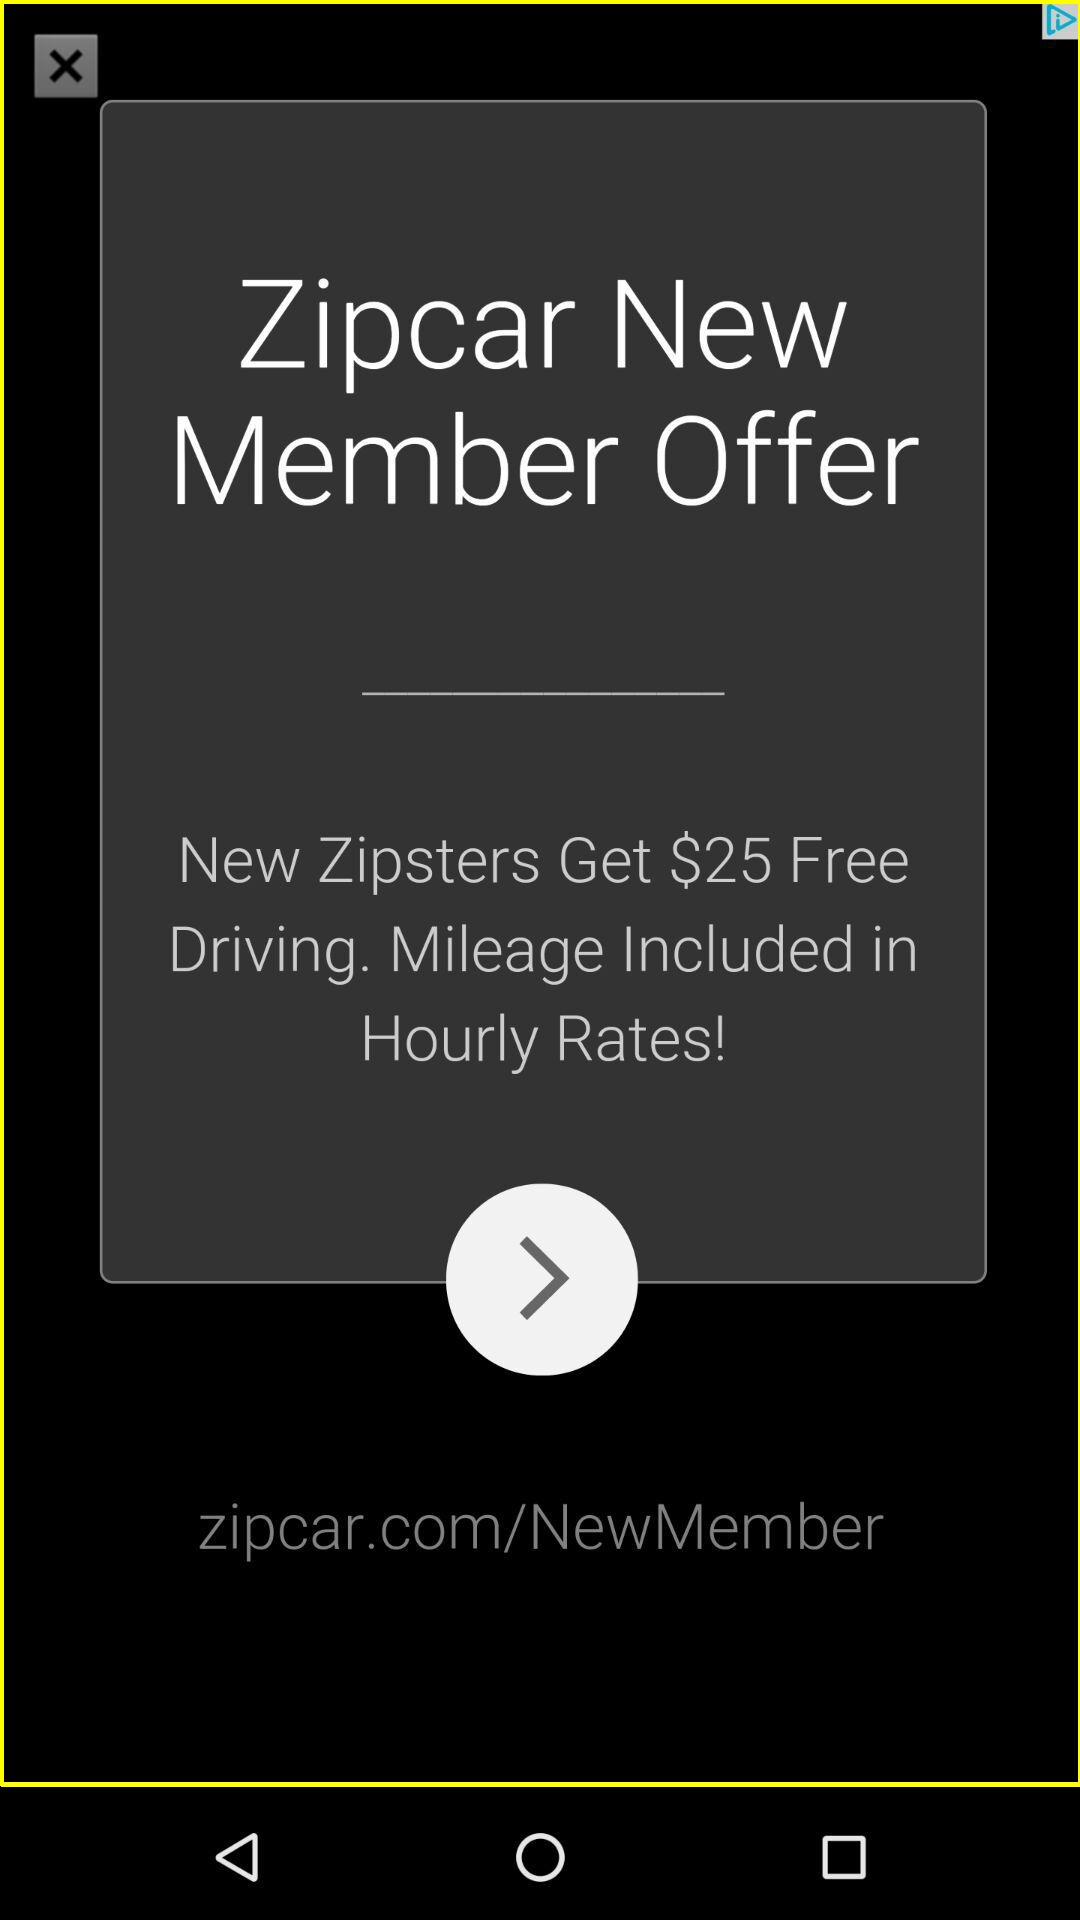 Zipcar New
Member Offer
New Zipsters Get $25 Free
Driving. Mileage Included in
Hourly Rates!
zipcar.com/NewMember